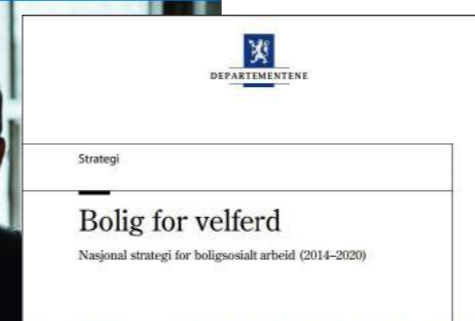 DEPARTEMENTENE
Strategi
Bolig for velferd
Nasjonal strategi for boligsosialt arbeid (2014–2020)